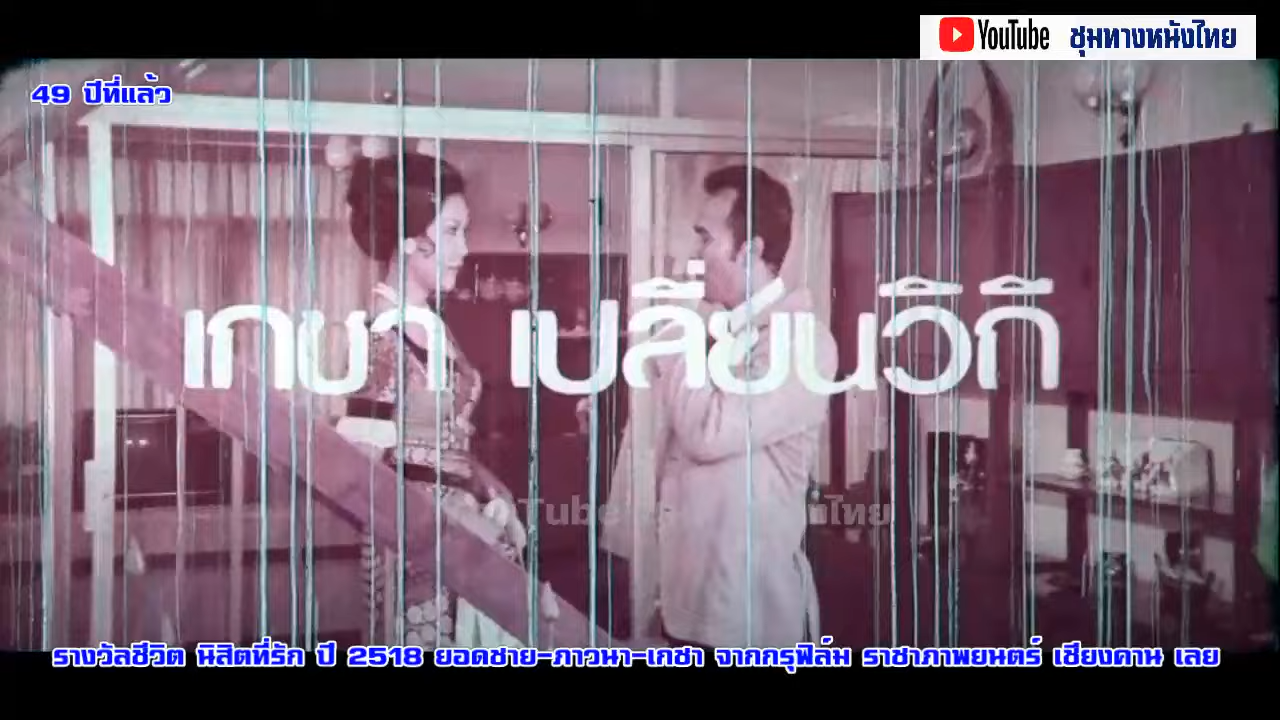 YouTube ชุมทางหนังไทย
49 ปีที่แล้ว
เกชา เปลี่ยนวิถี
รางวัลชีวิต นิสิตที่รัก ปี 2518 ยอดชาย-ภาวนา-เกชา จากกรุฟิล์ม ราชาภาพยนตร์ เชียงคาน เลย